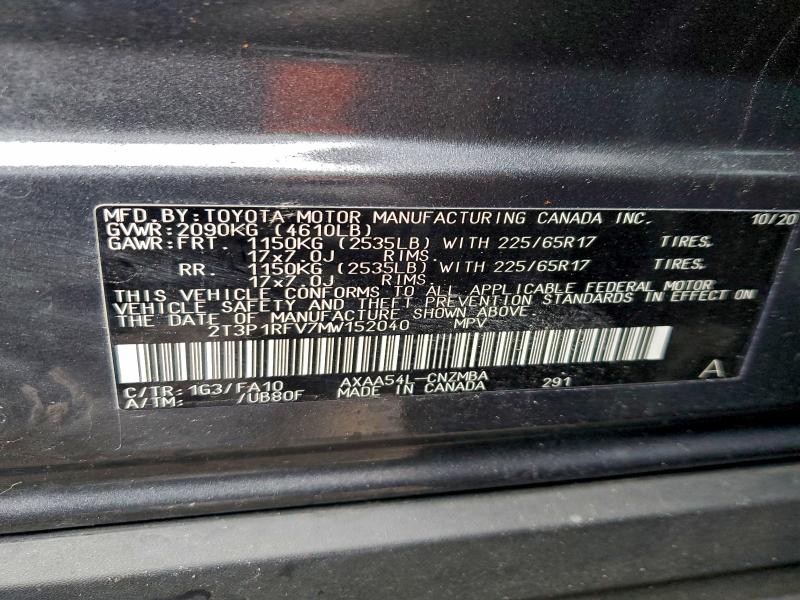 MFD. BY: TOYOTA MOTOR MANUFACTURING CANADA INC. 10/20
GVWR: 2090KG (4610LB)
GAWR: FRT. 1150KG (2535LB) WITH 225/65R17 TIRES.
17x7.0J RIMS.
RR. 1150KG (2535LB) WITH 225/65R17 TIRES.
17x7.0J RIMS
THIS VEHICLE CONFORMS TO ALL APPLICABLE FEDERAL MOTOR
VEHICLE SAFETY AND THEFT PREVENTION STANDARDS IN EFFECT ON
THE DATE OF MANUFACTURE SHOWN ABOVE.
2T3P1RFV7MW152040 MPV
C/TR: 1G3/FA10 AXAA54L-CNZMBA 291 A
A/TM: /UB80F MADE IN CANADA